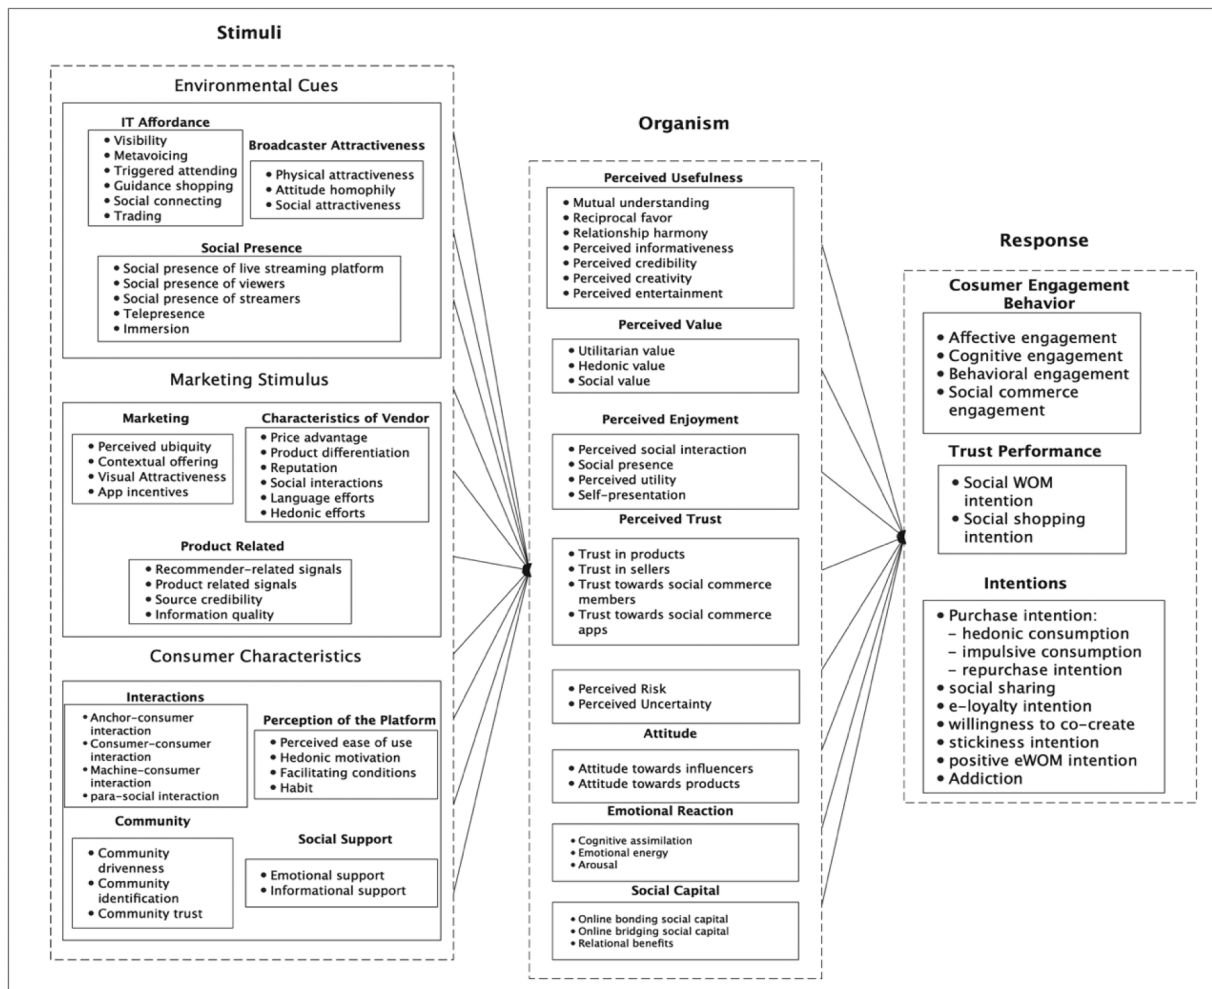 Stimuli
Environmental Cues
IT Affordance
• Visibility
• Metavoicing
• Triggered attending
• Guidance shopping
• Social connecting
• Trading
Broadcaster Attractiveness
• Physical attractiveness
• Attitude homophily
• Social attractiveness
Social Presence
• Social presence of live streaming platform
• Social presence of viewers
• Social presence of streamers
• Telepresence
• Immersion
Marketing Stimulus
Marketing
• Perceived ubiquity
• Contextual offering
• Visual Attractiveness
• App incentives
Characteristics of Vendor
• Price advantage
• Product differentiation
• Reputation
• Social interactions
• Language efforts
• Hedonic efforts
Product Related
• Recommender-related signals
• Product related signals
• Source credibility
• Information quality
Consumer Characteristics
Interactions
• Anchor-consumer
interaction
• Consumer-consumer
interaction
• Machine-consumer
interaction
• para-social interaction
Perception of the Platform
• Perceived ease of use
• Hedonic motivation
• Facilitating conditions
• Habit
Community
• Community
drivenness
• Community
identification
• Community trust
Social Support
• Emotional support
• Informational support
Organism
Perceived Usefulness
• Mutual understanding
• Reciprocal favor
• Relationship harmony
• Perceived informativeness
• Perceived credibility
• Perceived creativity
• Perceived entertainment
Perceived Value
• Utilitarian value
• Hedonic value
• Social value
Perceived Enjoyment
• Perceived social interaction
• Social presence
• Perceived utility
• Self-presentation
Perceived Trust
• Trust in products
• Trust in sellers
• Trust towards social commerce
members
• Trust towards social commerce
apps
• Perceived Risk
• Perceived Uncertainty
Attitude
• Attitude towards influencers
• Attitude towards products
Emotional Reaction
• Cognitive assimilation
• Emotional energy
• Arousal
Social Capital
• Online bonding social capital
• Online bridging social capital
• Relational benefits
Response
Cosumer Engagement
Behavior
• Affective engagement
• Cognitive engagement
• Behavioral engagement
• Social commerce
engagement
Trust Performance
• Social WOM
intention
• Social shopping
intention
Intentions
• Purchase intention:
– hedonic consumption
– impulsive consumption
– repurchase intention
• social sharing
• e-loyalty intention
• willingness to co-create
• stickiness intention
• positive eWOM intention
• Addiction